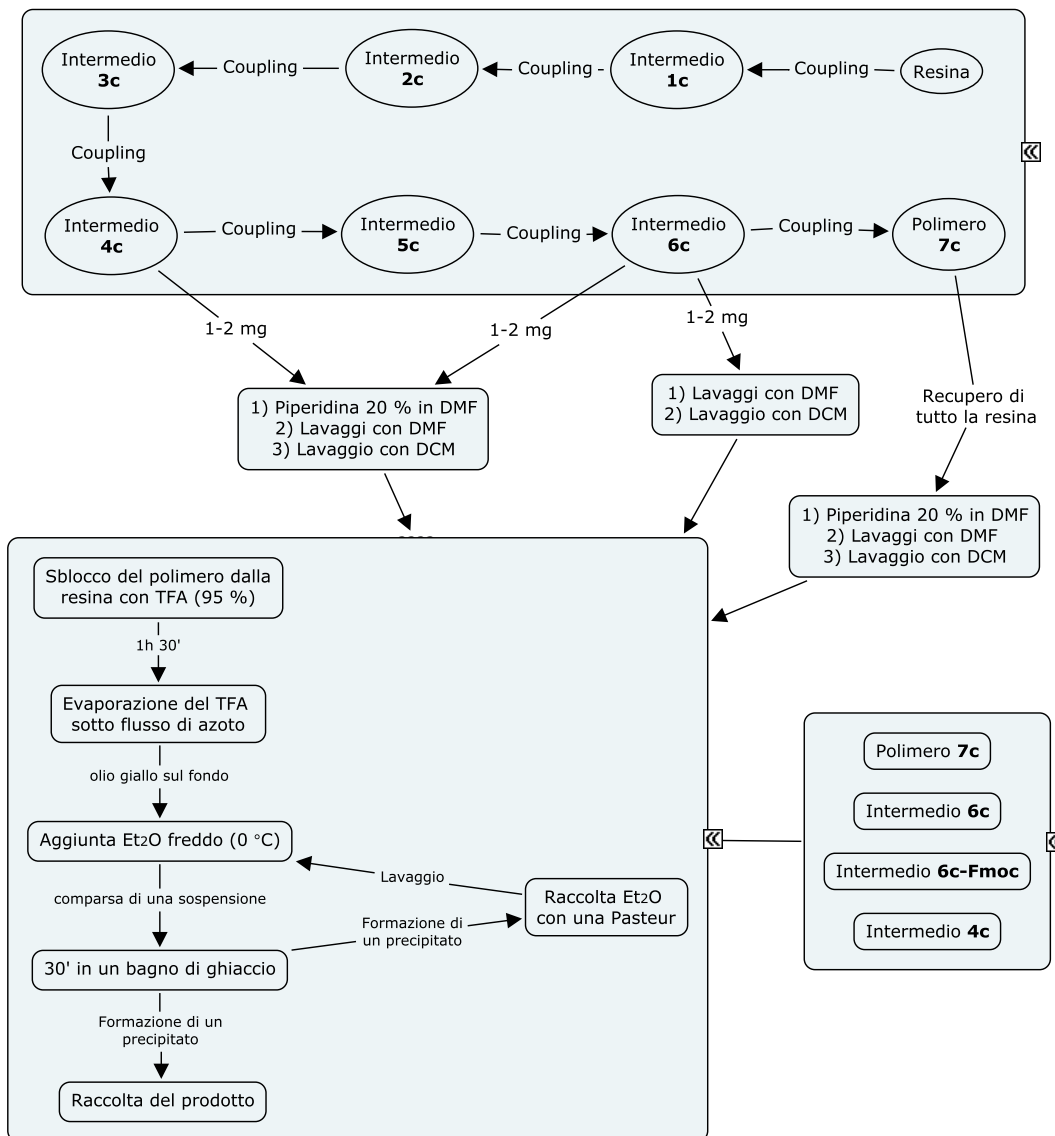 Intermedio
3c
Coupling
Intermedio
2c
Coupling
Intermedio
1c
Coupling
Resina
Coupling
Intermedio
4c
Coupling
Intermedio
5c
Coupling
Intermedio
6c
Coupling
Polimero
7c
1-2 mg
1-2 mg
1-2 mg
1) Piperidina 20 % in DMF
2) Lavaggi con DMF
3) Lavaggio con DCM
1) Lavaggi con DMF
2) Lavaggio con DCM
Recupero di
tutto la resina
1) Piperidina 20 % in DMF
2) Lavaggi con DMF
3) Lavaggio con DCM
Sblocco del polimero dalla
resina con TFA (95 %)
1h 30'
Evaporazione del TFA
sotto flusso di azoto
olio giallo sul fondo
Aggiunta Et2O freddo (0 °C)
comparsa di una sospensione
30' in un bagno di ghiaccio
Formazione di un
precipitato
Raccolta del prodotto
Lavaggio
Formazione di
un precipitato
Raccolta Et2O
con una Pasteur
Polimero 7c
Intermedio 6c
Intermedio 6c-Fmoc
Intermedio 4c